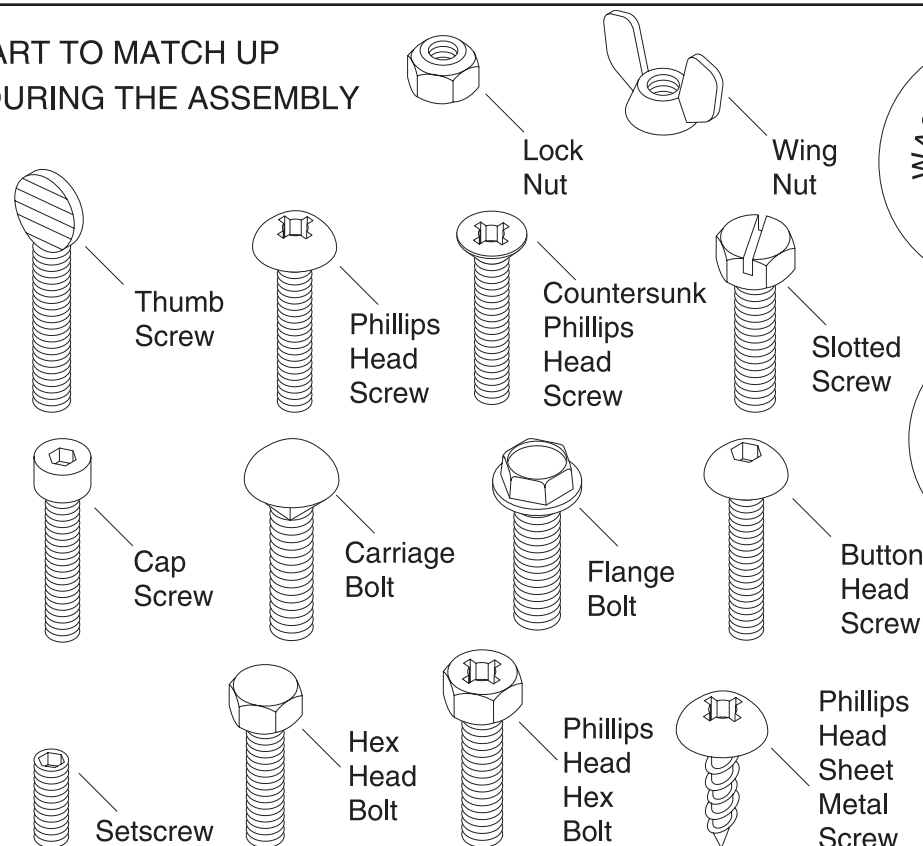 ART TO MATCH UP
DURING THE ASSEMBLY
Lock
Nut
Wing
Nut
Thumb
Screw
Phillips
Head
Screw
Countersunk
Phillips
Head
Screw
Slotted
Screw
Cap
Screw
Carriage
Bolt
Flange
Bolt
Button
Head
Screw
Setscrew
Hex
Head
Bolt
Phillips
Head
Hex
Bolt
Phillips
Head
Sheet
Metal
Screw